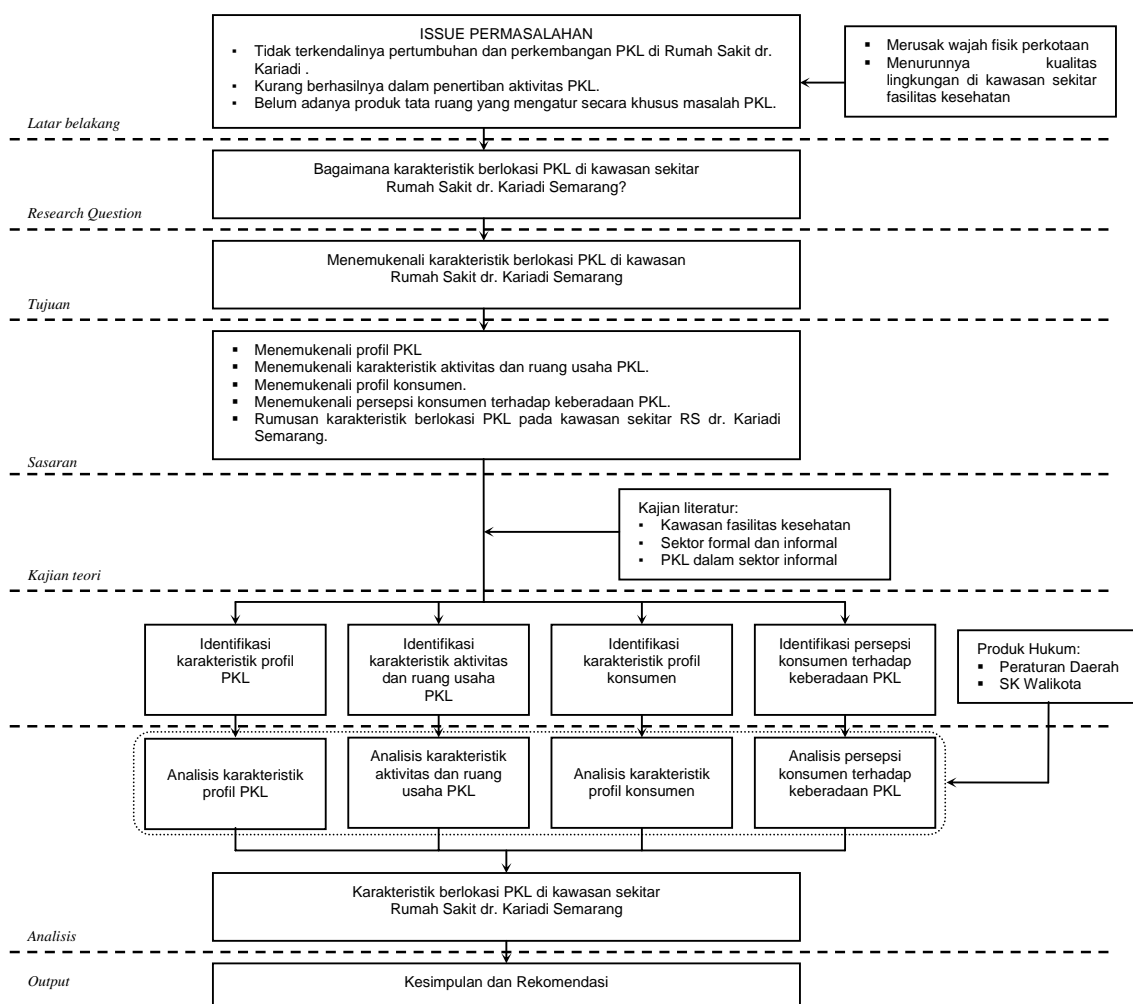 ISSUE PERMASALAHAN
▪ Tidak terkendalinya pertumbuhan dan perkembangan PKL di Rumah Sakit dr.
Kariadi .
▪ Kurang berhasilnya dalam penertiban aktivitas PKL.
▪ Belum adanya produk tata ruang yang mengatur secara khusus masalah PKL.
▪ Merusak wajah fisik perkotaan
▪ Menurunnya kualitas
lingkungan di kawasan sekitar
fasilitas kesehatan
Latar belakang
Bagaimana karakteristik berlokasi PKL di kawasan sekitar
Rumah Sakit dr. Kariadi Semarang?
Research Question
Menemukenali karakteristik berlokasi PKL di kawasan
Rumah Sakit dr. Kariadi Semarang
Tujuan
▪ Menemukenali profil PKL
▪ Menemukenali karakteristik aktivitas dan ruang usaha PKL.
▪ Menemukenali profil konsumen.
▪ Menemukenali persepsi konsumen terhadap keberadaan PKL.
▪ Rumusan karakteristik berlokasi PKL pada kawasan sekitar RS dr. Kariadi
Semarang.
Sasaran
Kajian literatur:
▪ Kawasan fasilitas kesehatan
▪ Sektor formal dan informal
▪ PKL dalam sektor informal
Kajian teori
Identifikasi
karakteristik profil
PKL
Identifikasi
karakteristik aktivitas
dan ruang usaha
PKL
Identifikasi
karakteristik profil
konsumen
Identifikasi persepsi
konsumen terhadap
keberadaan PKL
Produk Hukum:
▪ Peraturan Daerah
▪ SK Walikota
Analisis karakteristik
profil PKL
Analisis karakteristik
aktivitas dan ruang
usaha PKL
Analisis karakteristik
profil konsumen
Analisis persepsi
konsumen terhadap
keberadaan PKL
Karakteristik berlokasi PKL di kawasan sekitar
Rumah Sakit dr. Kariadi Semarang
Analisis
Output
Kesimpulan dan Rekomendasi